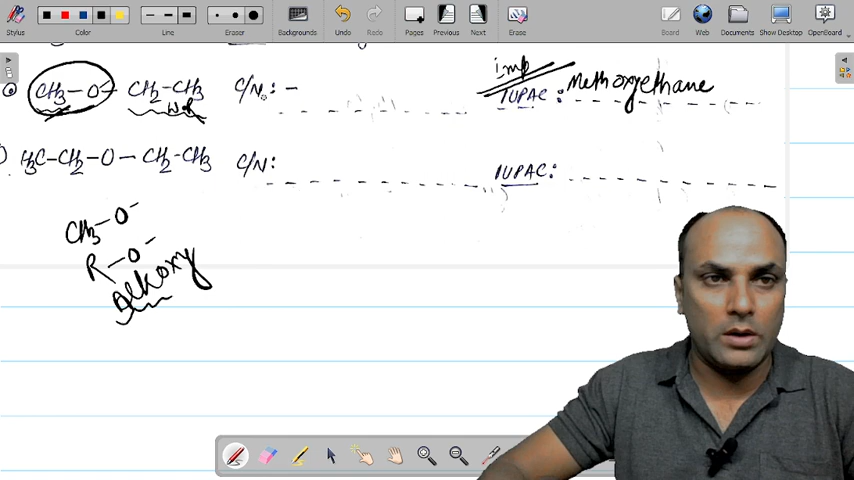 Stylus Color Line Eraser Backgrounds Undo Redo Pages Previous Next Erase Board Web Documents Show Desktop OpenBoard
imp
CH3 – O – CH2–CH3 C/N: – IUPAC: Methoxyethane
W.R
H3C–CH2–O–CH2–CH3 C/N: IUPAC:
CH3–O–
R–O–
Alkoxy